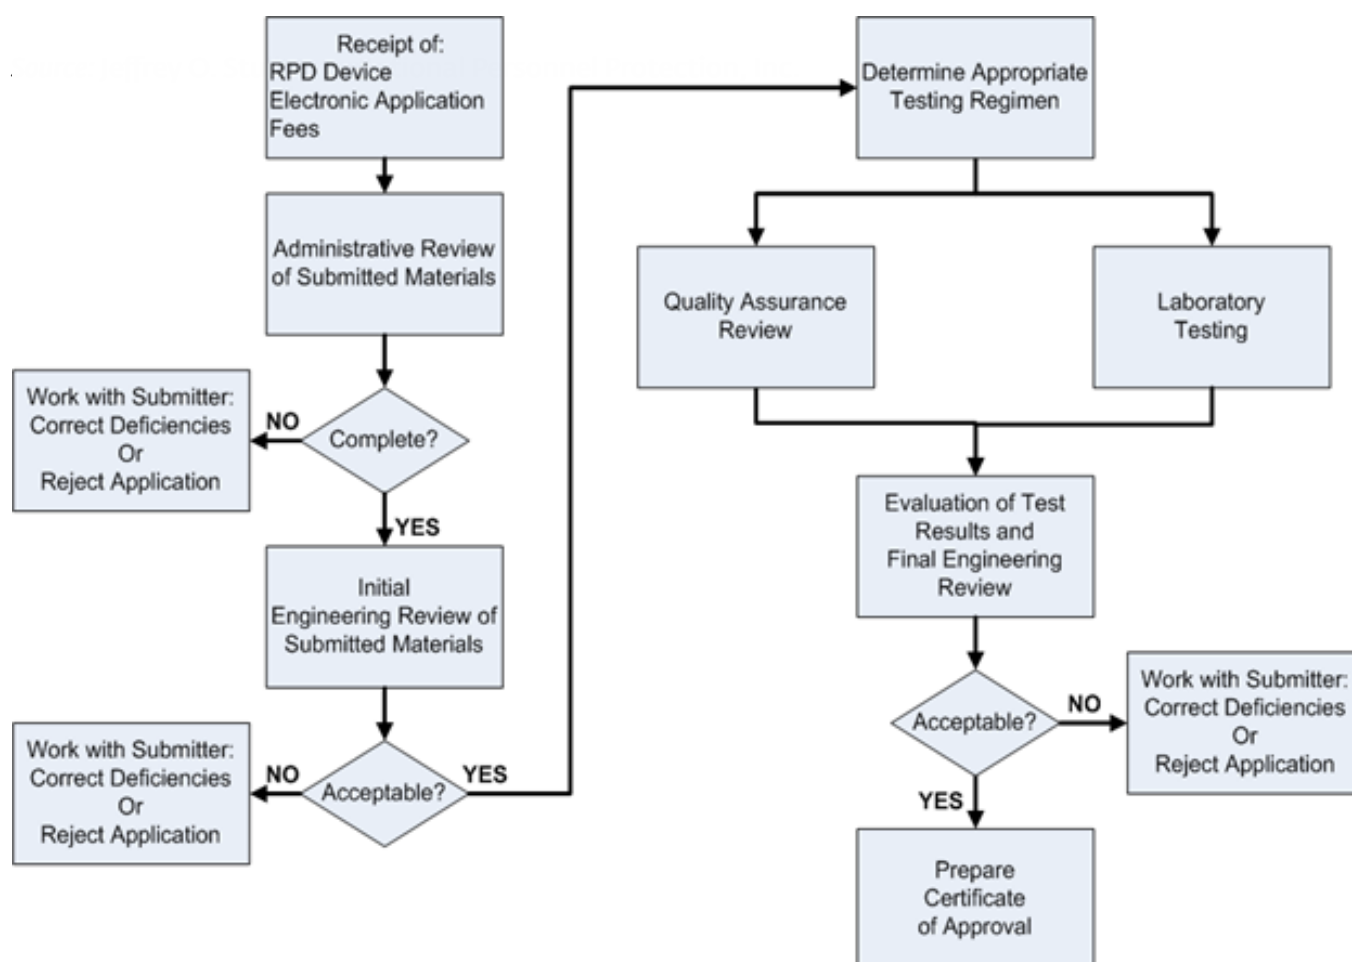 Receipt of:
RPD Device
Electronic Application
Fees
Administrative Review
of Submitted Materials
Complete?
NO
Work with Submitter:
Correct Deficiencies
Or
Reject Application
YES
Initial
Engineering Review of
Submitted Materials
Acceptable?
NO
Work with Submitter:
Correct Deficiencies
Or
Reject Application
YES
Determine Appropriate
Testing Regimen
Quality Assurance
Review
Laboratory
Testing
Evaluation of Test
Results and
Final Engineering
Review
Acceptable?
NO
Work with Submitter:
Correct Deficiencies
Or
Reject Application
YES
Prepare
Certificate
of Approval